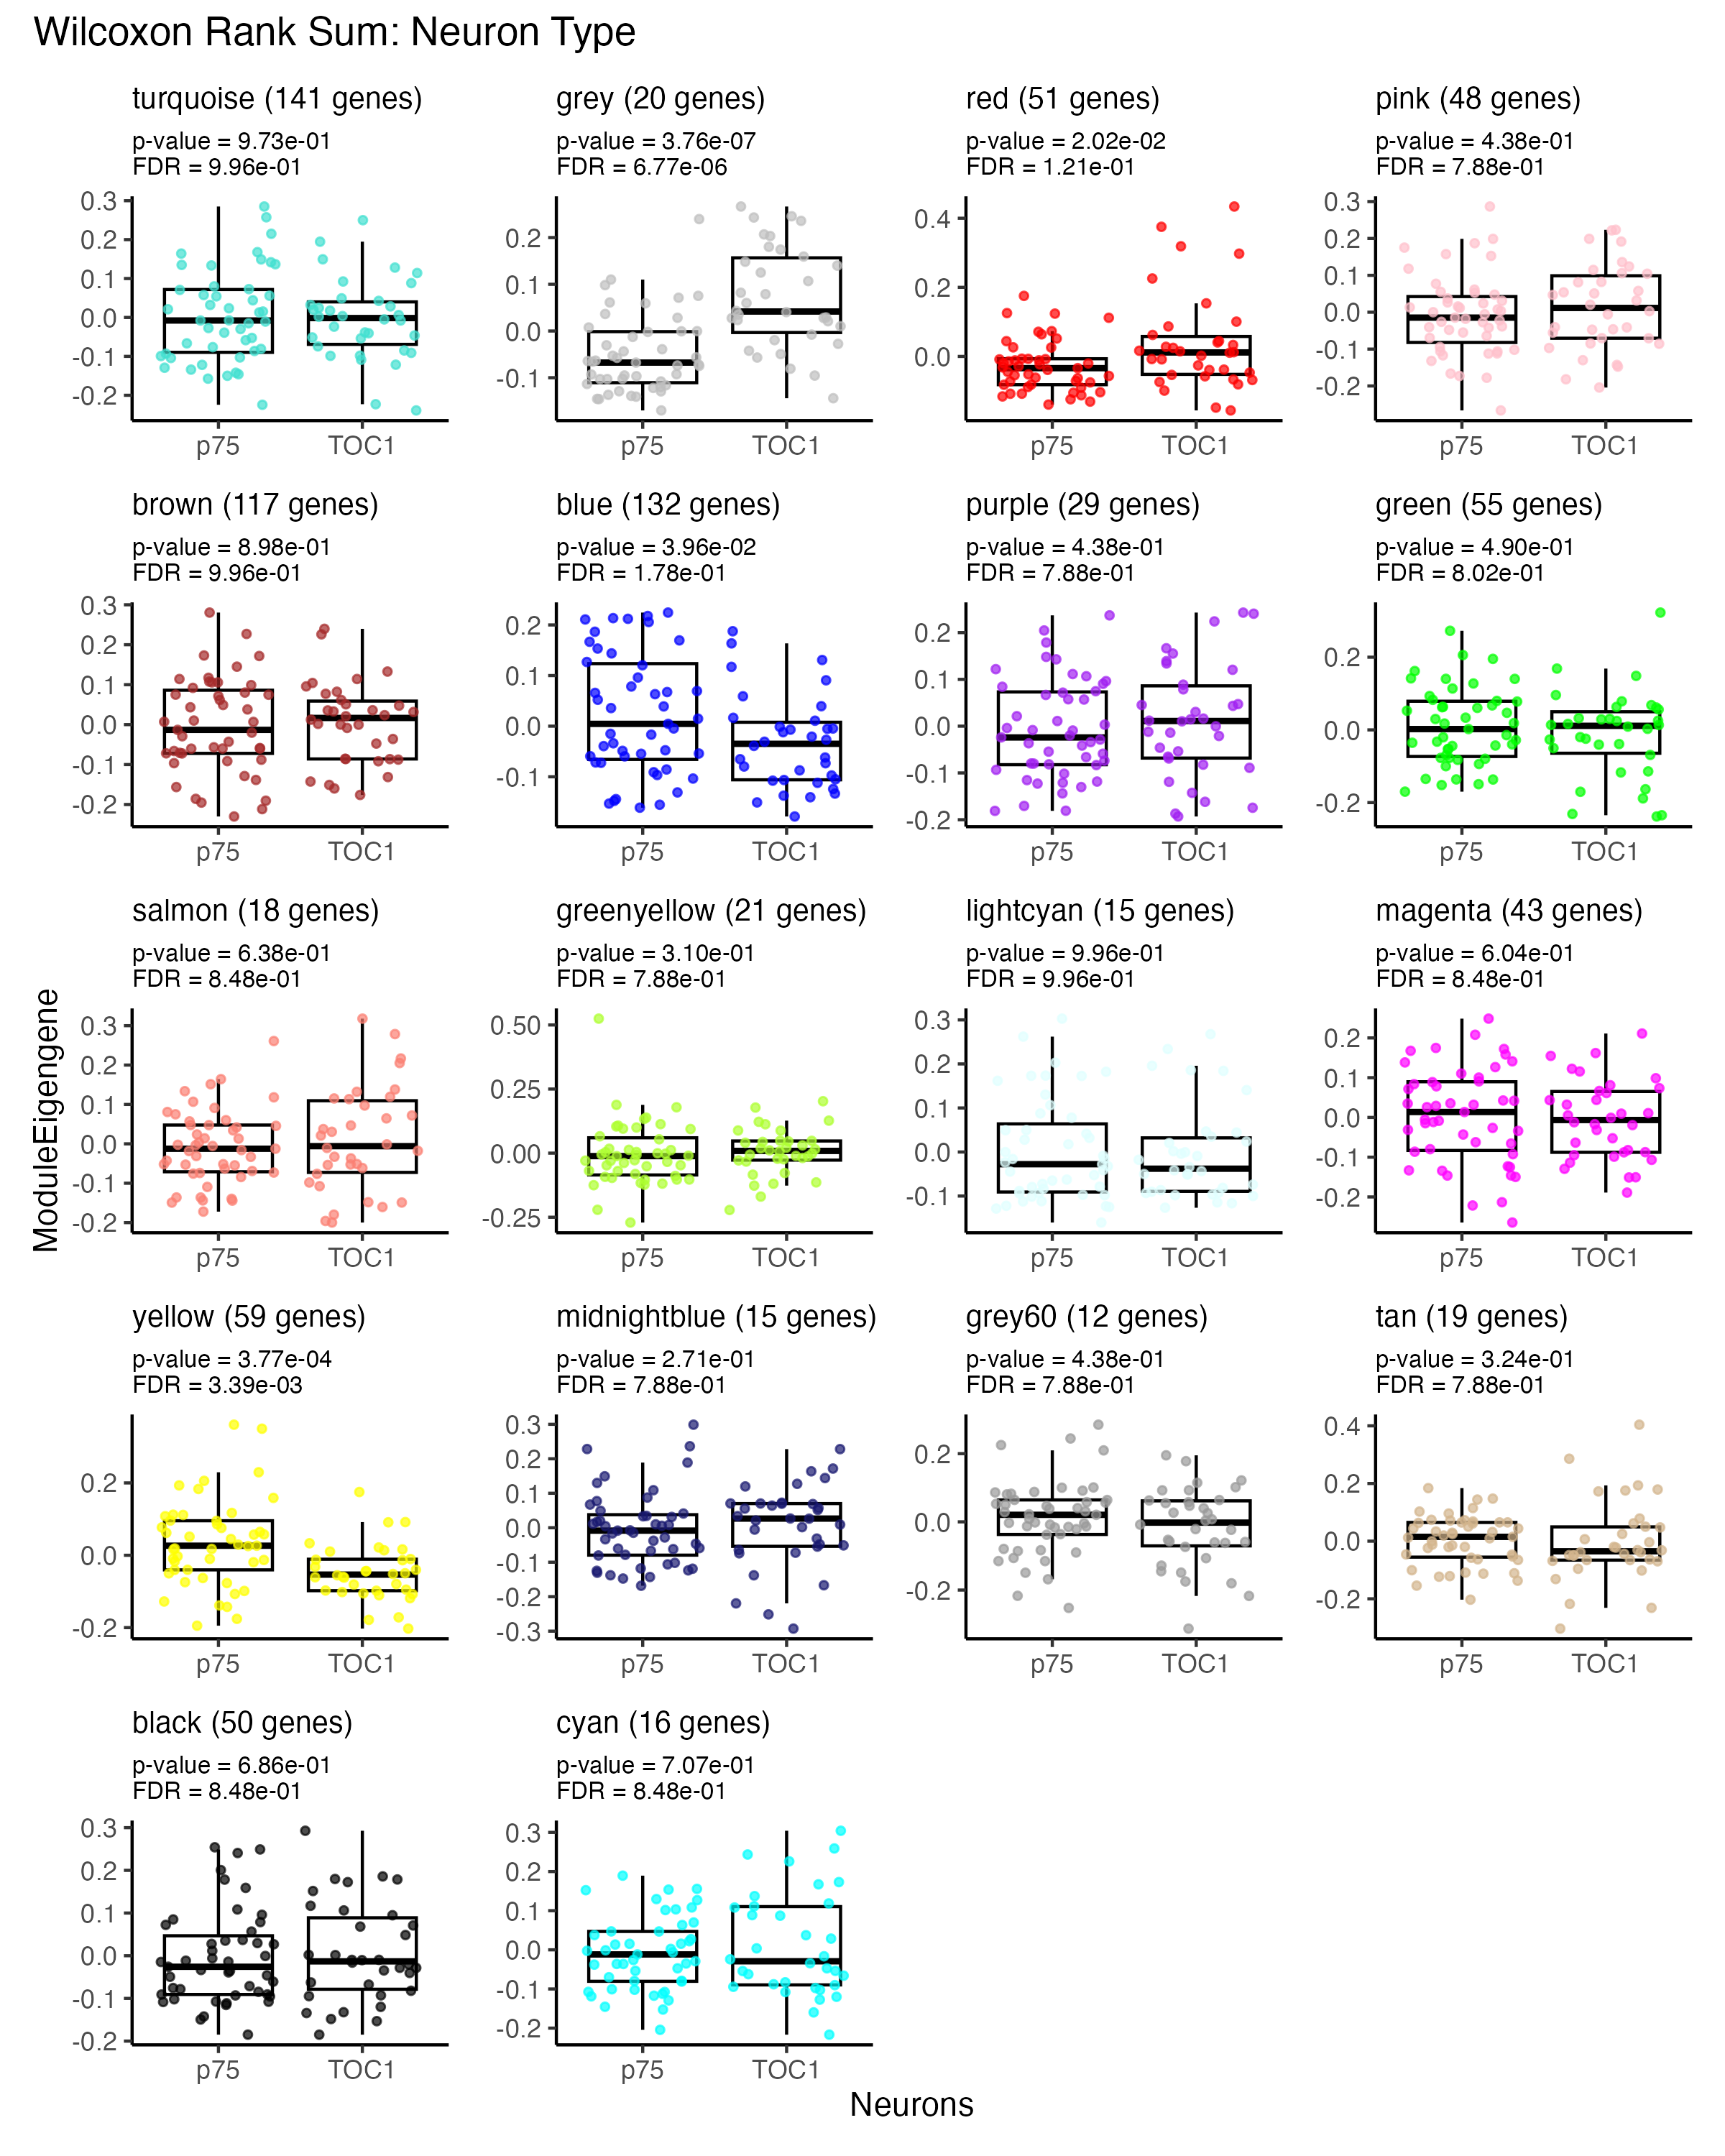 Wilcoxon Rank Sum: Neuron Type
turquoise (141 genes)
p-value = 9.73e-01
FDR = 9.96e-01
0.3
0.2
0.1
0.0
-0.1
-0.2
p75 TOC1
grey (20 genes)
p-value = 3.76e-07
FDR = 6.77e-06
0.2
0.1
0.0
-0.1
p75 TOC1
red (51 genes)
p-value = 2.02e-02
FDR = 1.21e-01
0.4
0.2
0.0
p75 TOC1
pink (48 genes)
p-value = 4.38e-01
FDR = 7.88e-01
0.3
0.2
0.1
0.0
-0.1
-0.2
p75 TOC1
brown (117 genes)
p-value = 8.98e-01
FDR = 9.96e-01
0.3
0.2
0.1
0.0
-0.1
-0.2
p75 TOC1
blue (132 genes)
p-value = 3.96e-02
FDR = 1.78e-01
0.2
0.1
0.0
-0.1
p75 TOC1
purple (29 genes)
p-value = 4.38e-01
FDR = 7.88e-01
0.2
0.1
0.0
-0.1
-0.2
p75 TOC1
green (55 genes)
p-value = 4.90e-01
FDR = 8.02e-01
0.2
0.0
-0.2
p75 TOC1
ModuleEigengene
salmon (18 genes)
p-value = 6.38e-01
FDR = 8.48e-01
0.3
0.2
0.1
0.0
-0.1
-0.2
p75 TOC1
greenyellow (21 genes)
p-value = 3.10e-01
FDR = 7.88e-01
0.50
0.25
0.00
-0.25
p75 TOC1
lightcyan (15 genes)
p-value = 9.96e-01
FDR = 9.96e-01
0.3
0.2
0.1
0.0
-0.1
p75 TOC1
magenta (43 genes)
p-value = 6.04e-01
FDR = 8.48e-01
0.2
0.1
0.0
-0.1
-0.2
p75 TOC1
yellow (59 genes)
p-value = 3.77e-04
FDR = 3.39e-03
0.2
0.0
-0.2
p75 TOC1
midnightblue (15 genes)
p-value = 2.71e-01
FDR = 7.88e-01
0.3
0.2
0.1
0.0
-0.1
-0.2
-0.3
p75 TOC1
grey60 (12 genes)
p-value = 4.38e-01
FDR = 7.88e-01
0.2
0.0
-0.2
p75 TOC1
tan (19 genes)
p-value = 3.24e-01
FDR = 7.88e-01
0.4
0.2
0.0
-0.2
p75 TOC1
black (50 genes)
p-value = 6.86e-01
FDR = 8.48e-01
0.3
0.2
0.1
0.0
-0.1
-0.2
p75 TOC1
cyan (16 genes)
p-value = 7.07e-01
FDR = 8.48e-01
0.3
0.2
0.1
0.0
-0.1
-0.2
p75 TOC1
Neurons